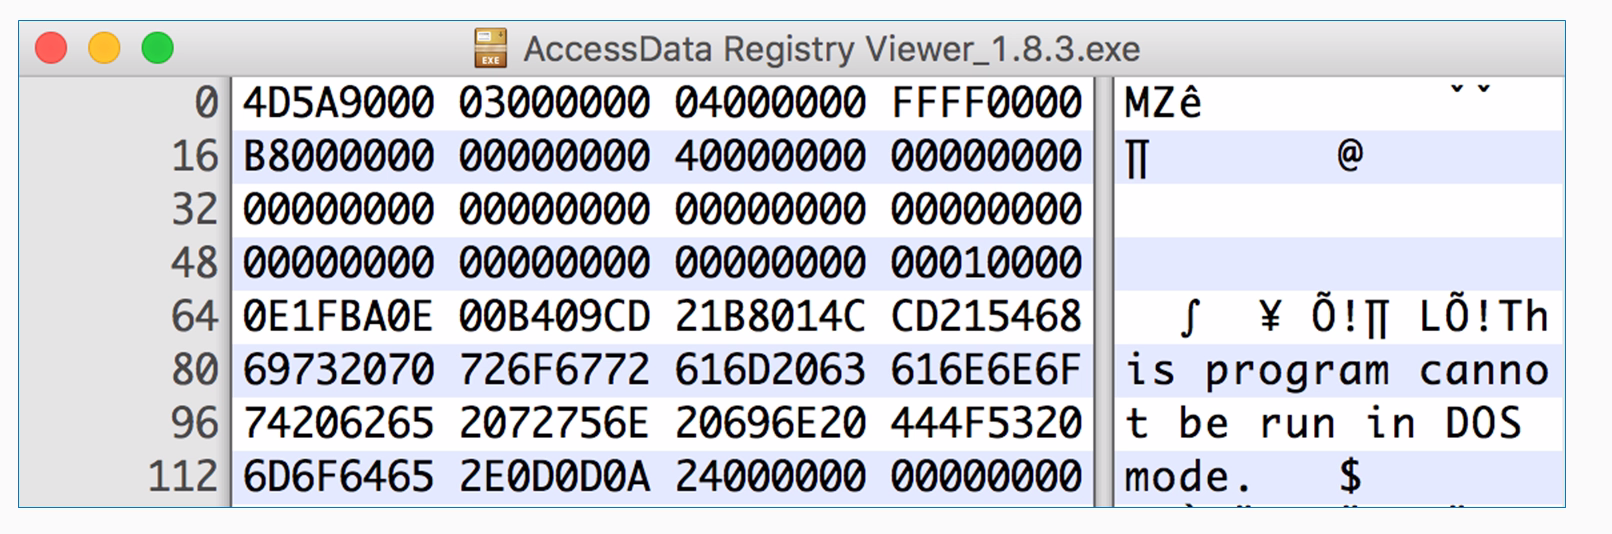 AccessData Registry Viewer_1.8.3.exe
EXE
0 4D5A9000 03000000 04000000 FFFF0000 MZê ˇˇ
16 B8000000 00000000 40000000 00000000 ∏ @
32 00000000 00000000 00000000 00000000
48 00000000 00000000 00000000 00010000
64 0E1FBA0E 00B409CD 21B8014C CD215468 ∫ ¥ Õ!∏ LÕ!Th
80 69732070 726F6772 616D2063 616E6E6F is program canno
96 74206265 2072756E 20696E20 444F5320 t be run in DOS
112 6D6F6465 2E0D0D0A 24000000 00000000 mode. $